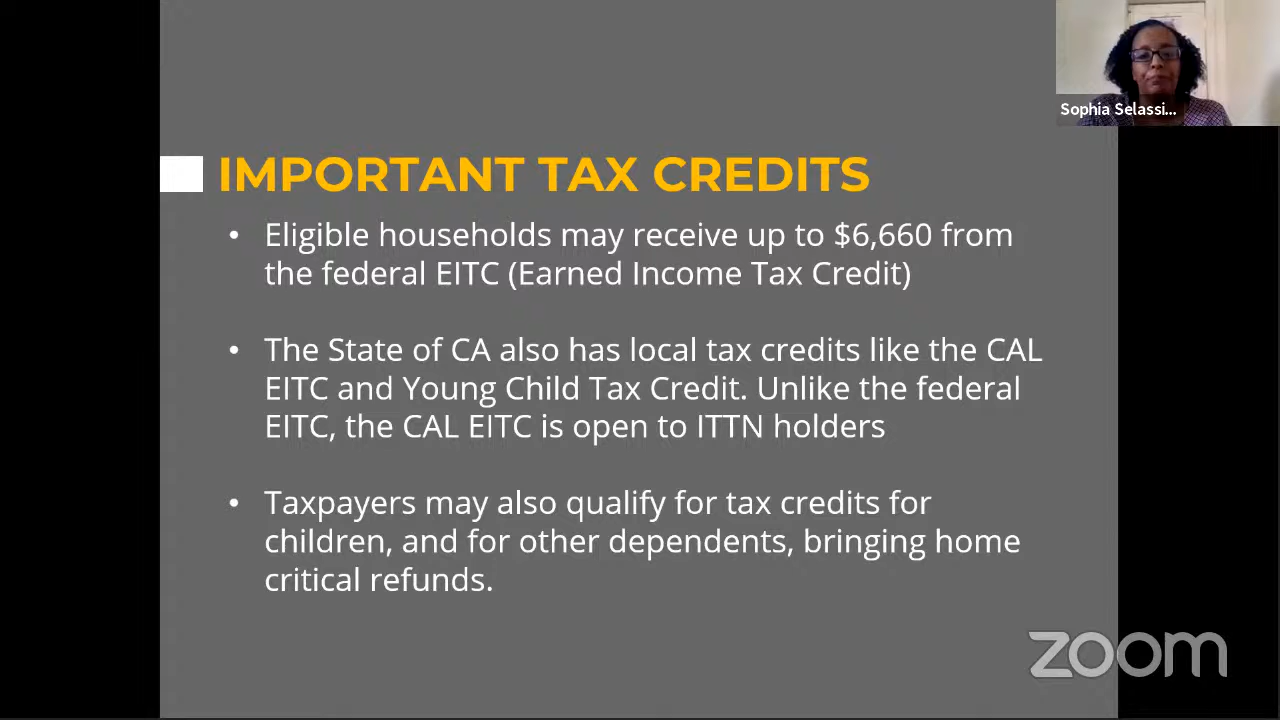 Sophia Selassi...
IMPORTANT TAX CREDITS
• Eligible households may receive up to $6,660 from
the federal EITC (Earned Income Tax Credit)
• The State of CA also has local tax credits like the CAL
EITC and Young Child Tax Credit. Unlike the federal
EITC, the CAL EITC is open to ITTN holders
• Taxpayers may also qualify for tax credits for
children, and for other dependents, bringing home
critical refunds.
zoom